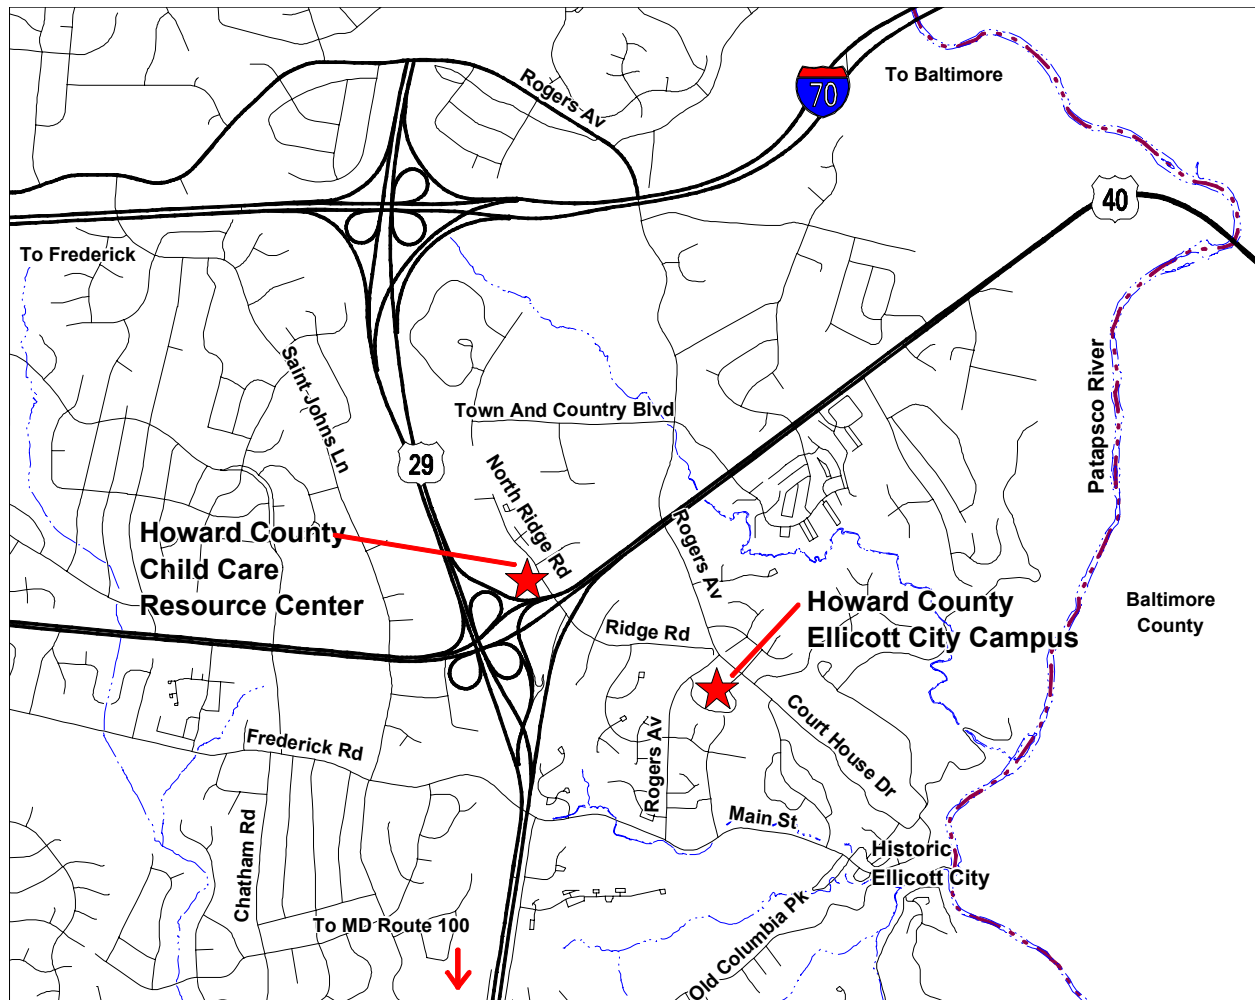 To Baltimore
70
Rogers Av
40
To Frederick
Saint Johns Ln
Patapsco River
Town And Country Blvd
29
North Ridge Rd
Rogers Av
Howard County
Child Care
Resource Center
Howard County
Ellicott City Campus
Baltimore
County
Ridge Rd
Court House Dr
Rogers Av
Frederick Rd
Main St
Chatham Rd
Historic
Ellicott City
To MD Route 100
Old Columbia Pk